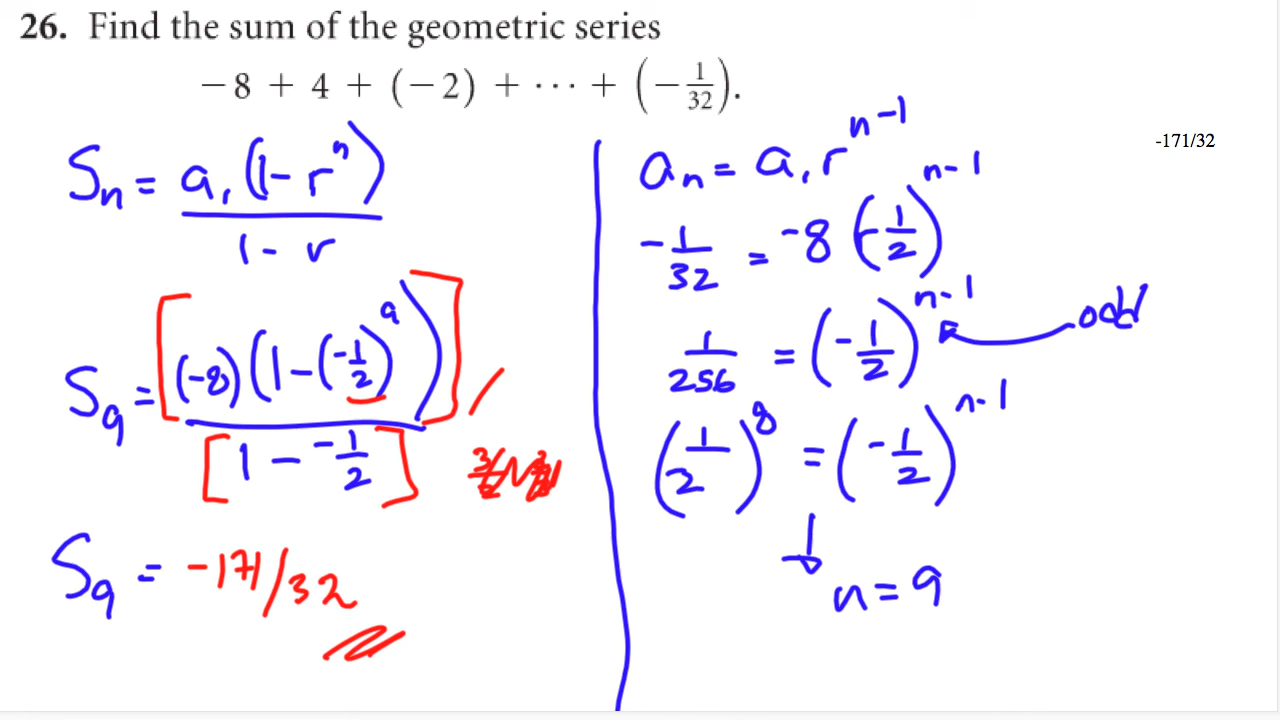 26. Find the sum of the geometric series
−8 + 4 + (−2) + ⋯ + (−1/32).
-171/32
Sn = a1(1 - r^n) / 1 - r
S9 = [(-8)(1 - (-1/2)^9)] / [1 - -1/2]
S9 = -171/32
an = a1 r^n-1
-1/32 = -8(-1/2)^n-1
1/256 = (-1/2)^n-1 odd
(1/2)^8 = (-1/2)^n-1
n = 9